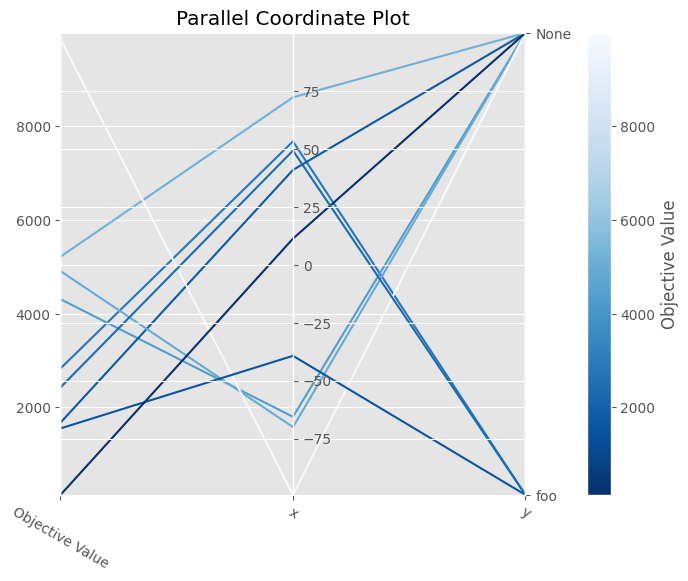 Parallel Coordinate Plot
8000
6000
4000
2000
75
50
25
0
−25
−50
−75
None
foo
8000
6000
4000
2000
Objective Value
Objective Value
x
y